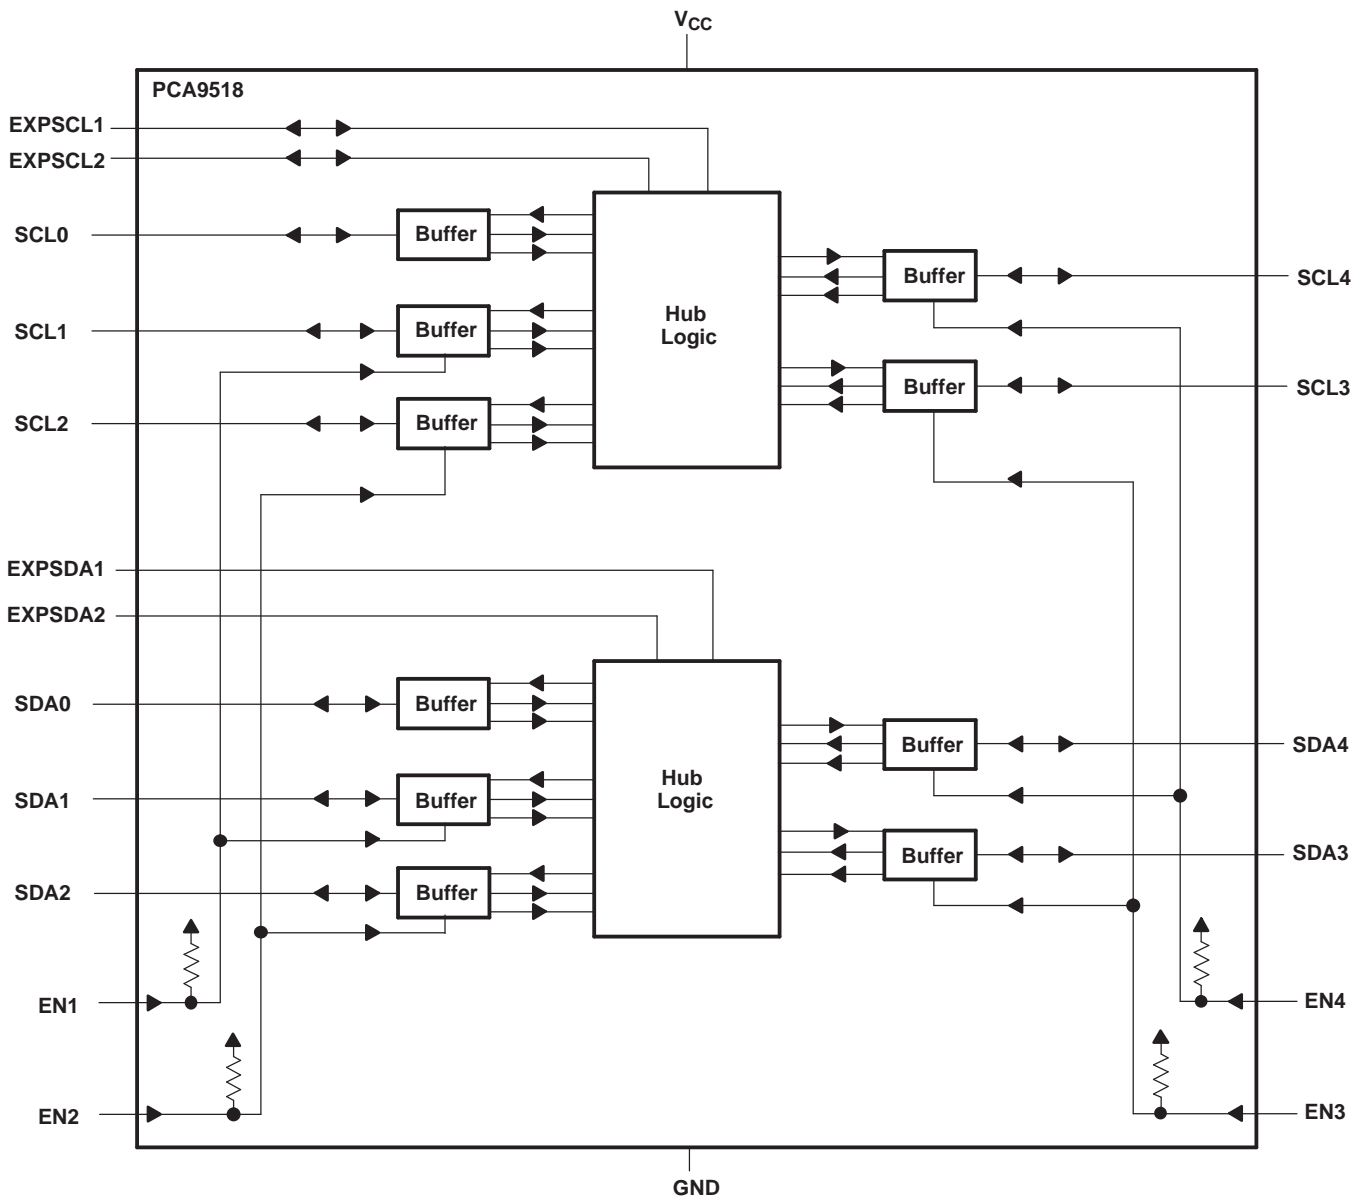 VCC
PCA9518
EXPSCL1
EXPSCL2
SCL0
Buffer
SCL1
Buffer
SCL2
Buffer
Hub
Logic
Buffer
SCL4
Buffer
SCL3
EXPSDA1
EXPSDA2
SDA0
Buffer
SDA1
Buffer
SDA2
Buffer
Hub
Logic
Buffer
SDA4
Buffer
SDA3
EN1
EN4
EN2
EN3
GND